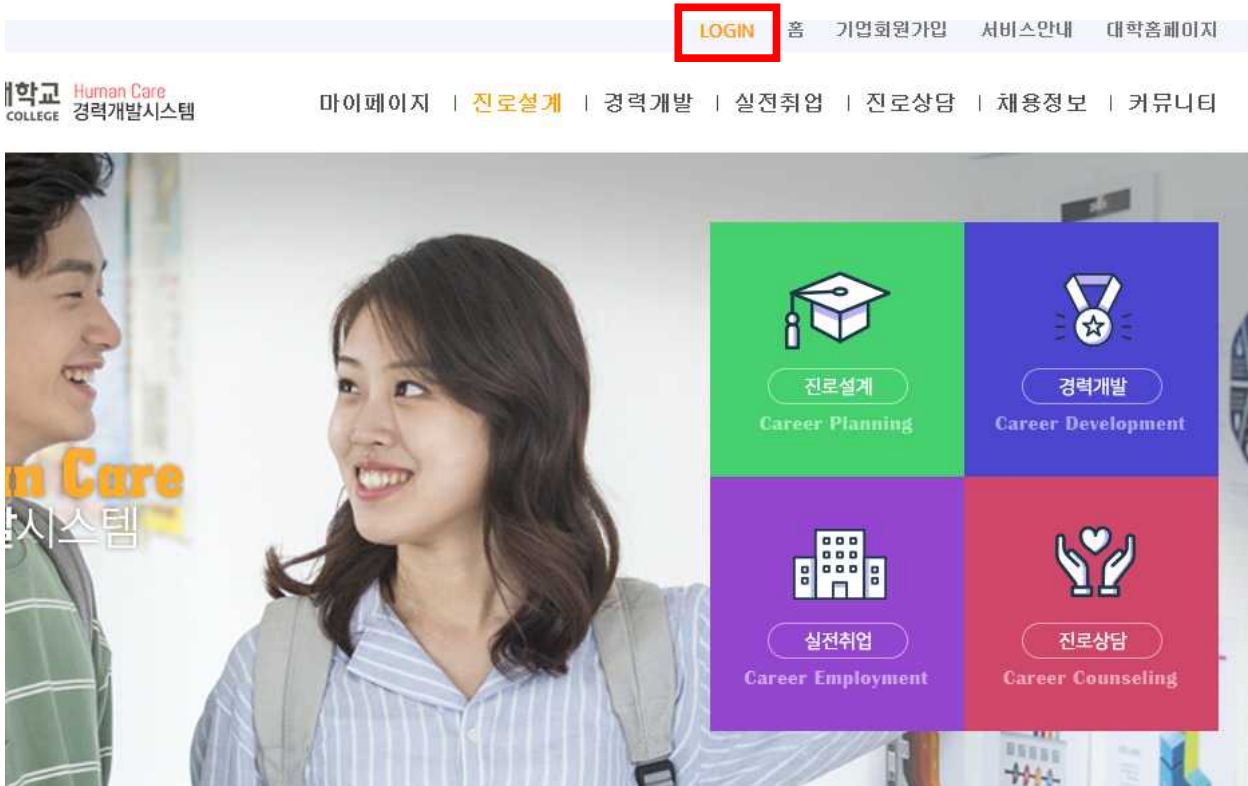 LOGIN 홈 기업회원가입 서비스안내 대학홈페이지
대학교 Human Care
COLLEGE 경력개발시스템
마이페이지 | 진로설계 | 경력개발 | 실전취업 | 진로상담 | 채용정보 | 커뮤니티
Care
시스템
진로설계
Career Planning
경력개발
Career Development
실전취업
Career Employment
진로상담
Career Counseling